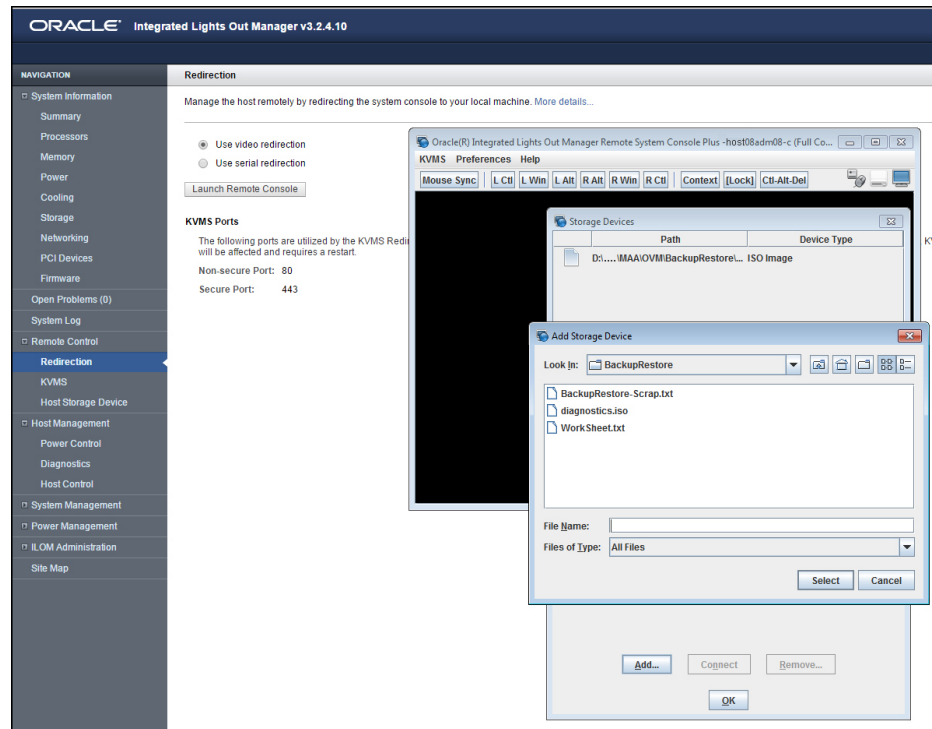 ORACLE® Integrated Lights Out Manager v3.2.4.10
NAVIGATION
System Information
Summary
Processors
Memory
Power
Cooling
Storage
Networking
PCI Devices
Firmware
Open Problems (0)
System Log
Remote Control
Redirection
KVMS
Host Storage Device
Host Management
Power Control
Diagnostics
Host Control
System Management
Power Management
ILOM Administration
Site Map
Redirection
Manage the host remotely by redirecting the system console to your local machine. More details...
Use video redirection
Use serial redirection
Launch Remote Console
KVMS Ports
The following ports are utilized by the KVMS Redi
will be affected and requires a restart.
Non-secure Port: 80
Secure Port: 443
Oracle(R) Integrated Lights Out Manager Remote System Console Plus -host08adm08-c (Full Co...
KVMS Preferences Help
Mouse Sync L Ctl L Win L Alt R Alt R Win R Ctl Context [Lock] Ctl-Alt-Del
Storage Devices
Path Device Type
D:\....\MAA\OVM\BackupRestore\... ISO Image
Add Storage Device
Look In: BackupRestore
BackupRestore-Scrap.txt
diagnostics.iso
WorkSheet.txt
File Name:
Files of Type: All Files
Select Cancel
Add... Connect Remove...
OK